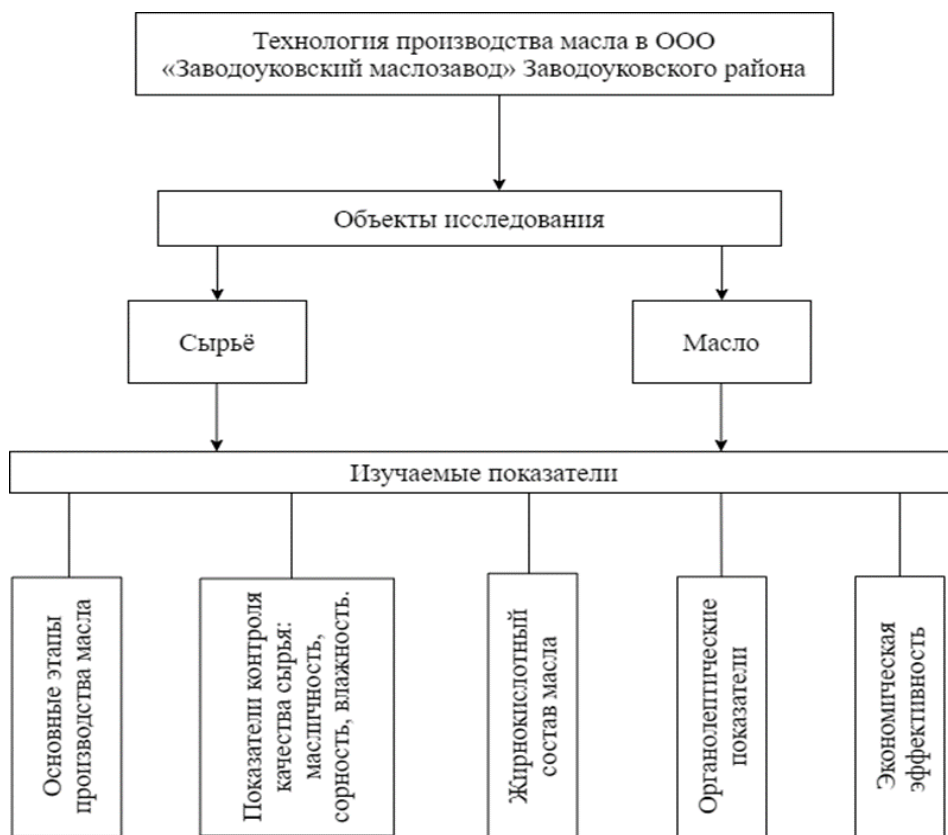 Технология производства масла в ООО
«Заводоуковский маслозавод» Заводоуковского района
Объекты исследования
Сырьё
Масло
Изучаемые показатели
Основные этапы
производства масла
Показатели контроля
качества сырья:
масличность,
сорность, влажность.
Жирнокислотный
состав масла
Органолептические
показатели
Экономическая
эффективность